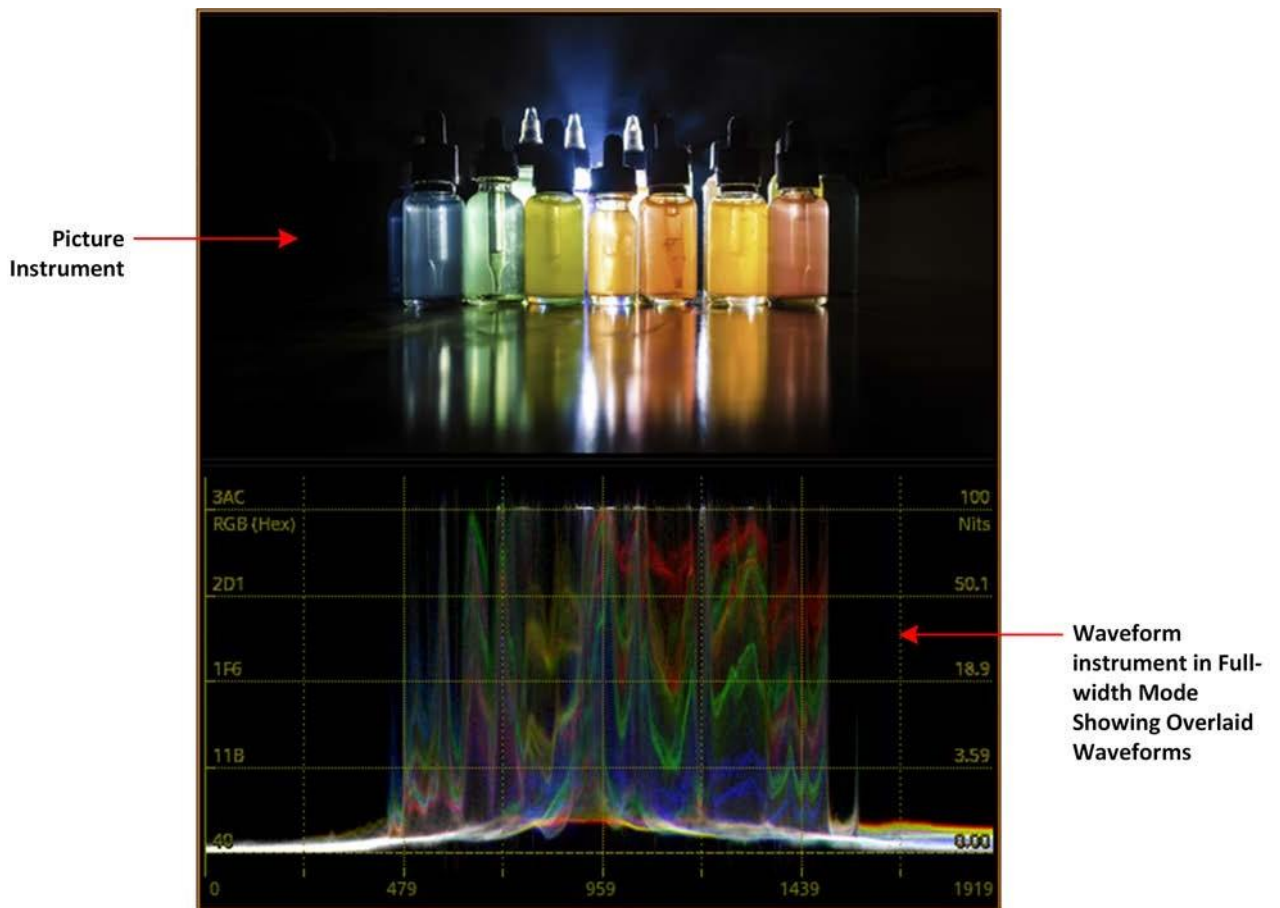 Picture
Instrument
3AC 100
RGB (Hex) Nits
2D1 50.1
Waveform
instrument in Full-
width Mode
Showing Overlaid
Waveforms
1F6 18.9
11B 3.59
40 0.00
0 479 959 1439 1919